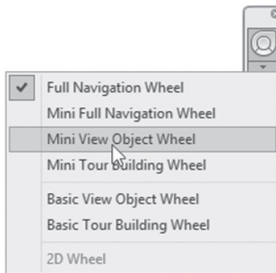 Full Navigation Wheel
Mini Full Navigation Wheel
Mini View Object Wheel
Mini Tour Building Wheel
Basic View Object Wheel
Basic Tour Building Wheel
2D Wheel